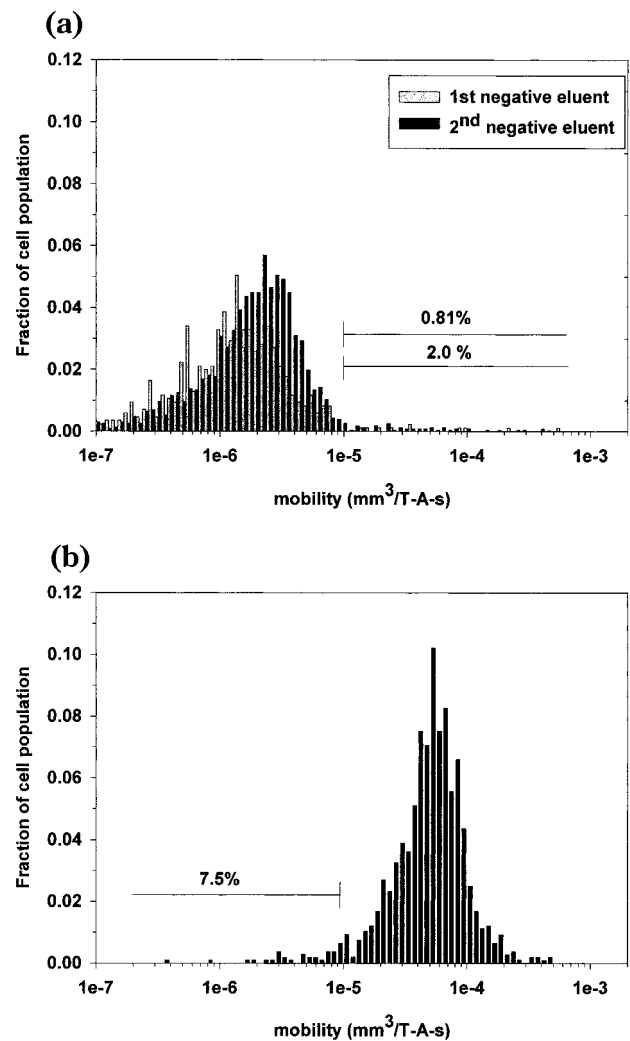 (a)
0.12
0.10
0.08
0.06
0.04
0.02
0.00
Fraction of cell population
1st negative eluent
2nd negative eluent
0.81%
2.0 %
1e-7 1e-6 1e-5 1e-4 1e-3
mobility (mm3/T-A-s)
(b)
0.12
0.10
0.08
0.06
0.04
0.02
0.00
Fraction of cell population
7.5%
1e-7 1e-6 1e-5 1e-4 1e-3
mobility (mm3/T-A-s)